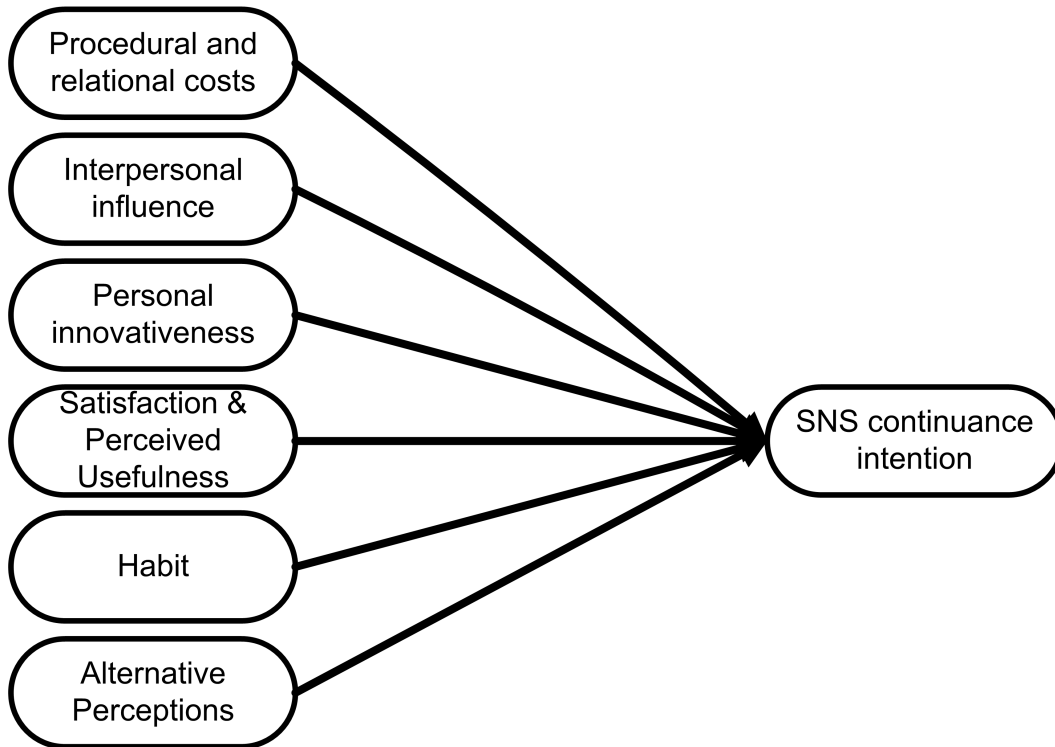 Procedural and
relational costs
Interpersonal
influence
Personal
innovativeness
Satisfaction &
Perceived
Usefulness
Habit
Alternative
Perceptions
SNS continuance
intention